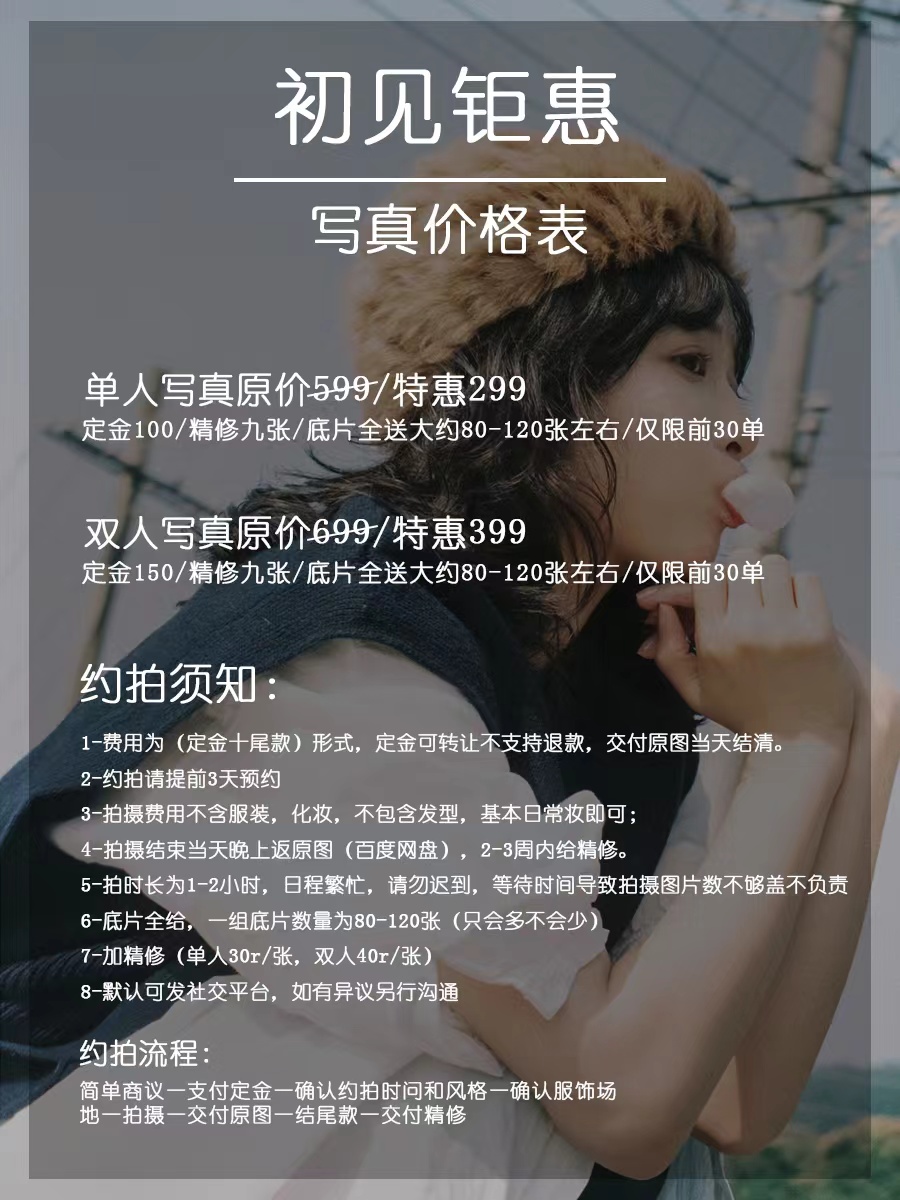 初见钜惠
写真价格表
单人写真原价599/特惠299
定金100/精修九张/底片全送大约80-120张左右/仅限前30单
双人写真原价699/特惠399
定金150/精修九张/底片全送大约80-120张左右/仅限前30单
约拍须知：
1-费用为（定金十尾款）形式，定金可转让不支持退款，交付原图当天结清。
2-约拍请提前3天预约
3-拍摄费用不含服装，化妆，不包含发型，基本日常妆即可；
4-拍摄结束当天晚上返原图（百度网盘），2-3周内给精修。
5-拍时长为1-2小时，日程繁忙，请勿迟到，等待时间导致拍摄图片数不够盖不负责
6-底片全给，一组底片数量为80-120张（只会多不会少）
7-加精修（单人30r/张，双人40r/张）
8-默认可发社交平台，如有异议另行沟通
约拍流程：
简单商议一支付定金一确认约拍时问和风格一确认服饰场
地一拍摄一交付原图一结尾款一交付精修